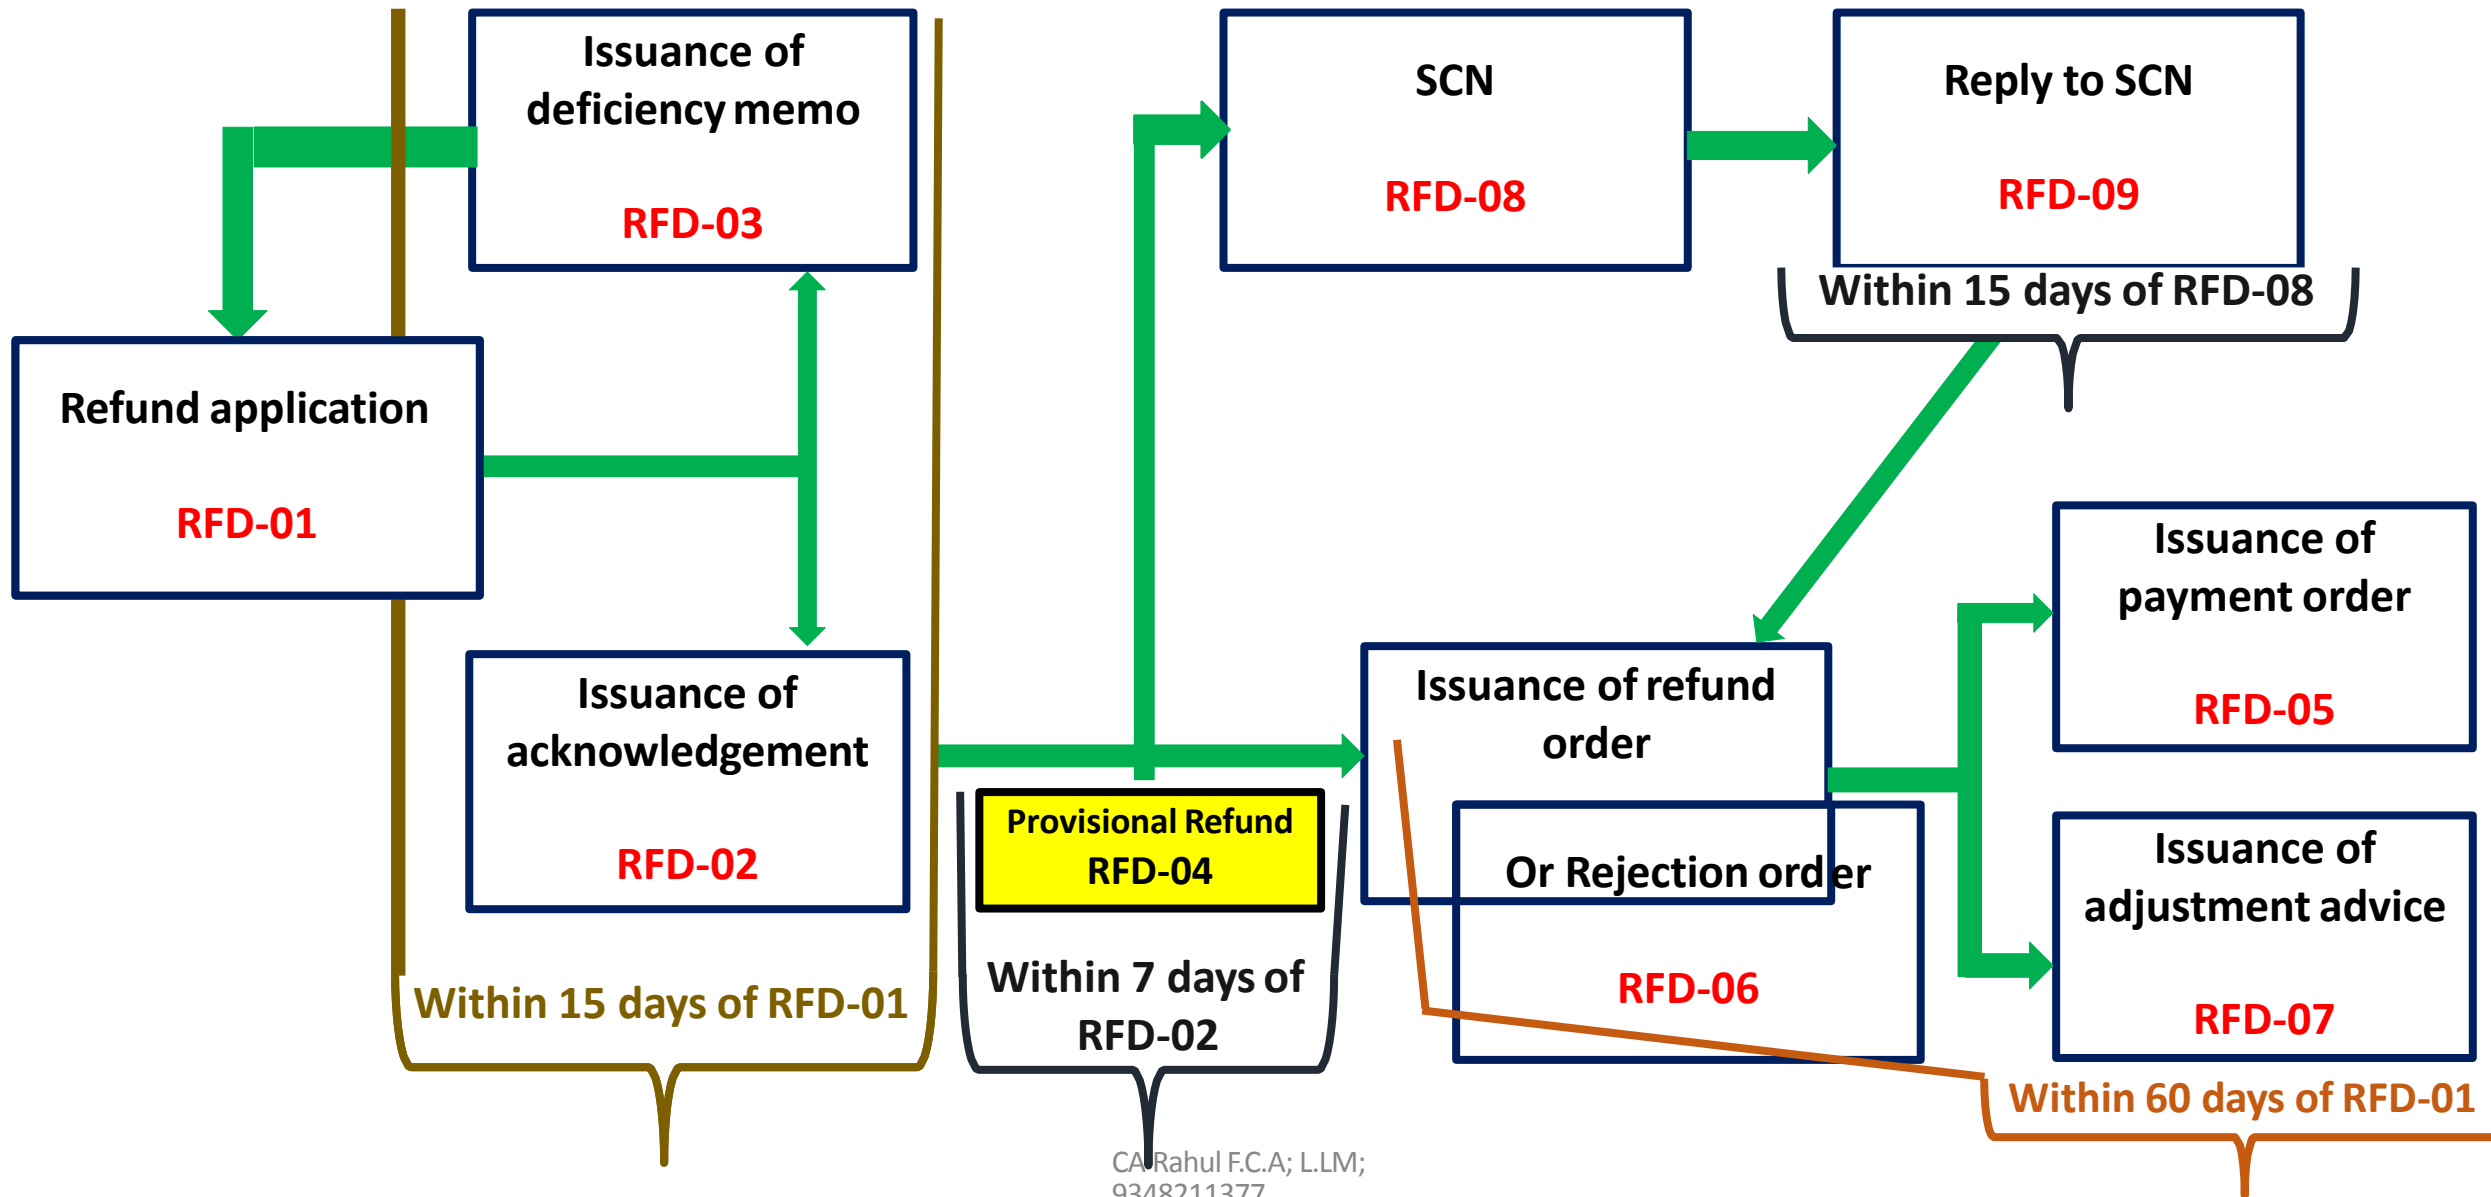 Issuance of
deficiency memo
RFD-03
SCN
RFD-08
Reply to SCN
RFD-09
Within 15 days of RFD-08
Refund application
RFD-01
Issuance of
acknowledgement
RFD-02
Within 15 days of RFD-01
Provisional Refund
RFD-04
Within 7 days of
RFD-02
Issuance of refund
order
Or Rejection order
RFD-06
Issuance of
payment order
RFD-05
Issuance of
adjustment advice
RFD-07
Within 60 days of RFD-01
CA Rahul F.C.A; L.LM;
9348211377